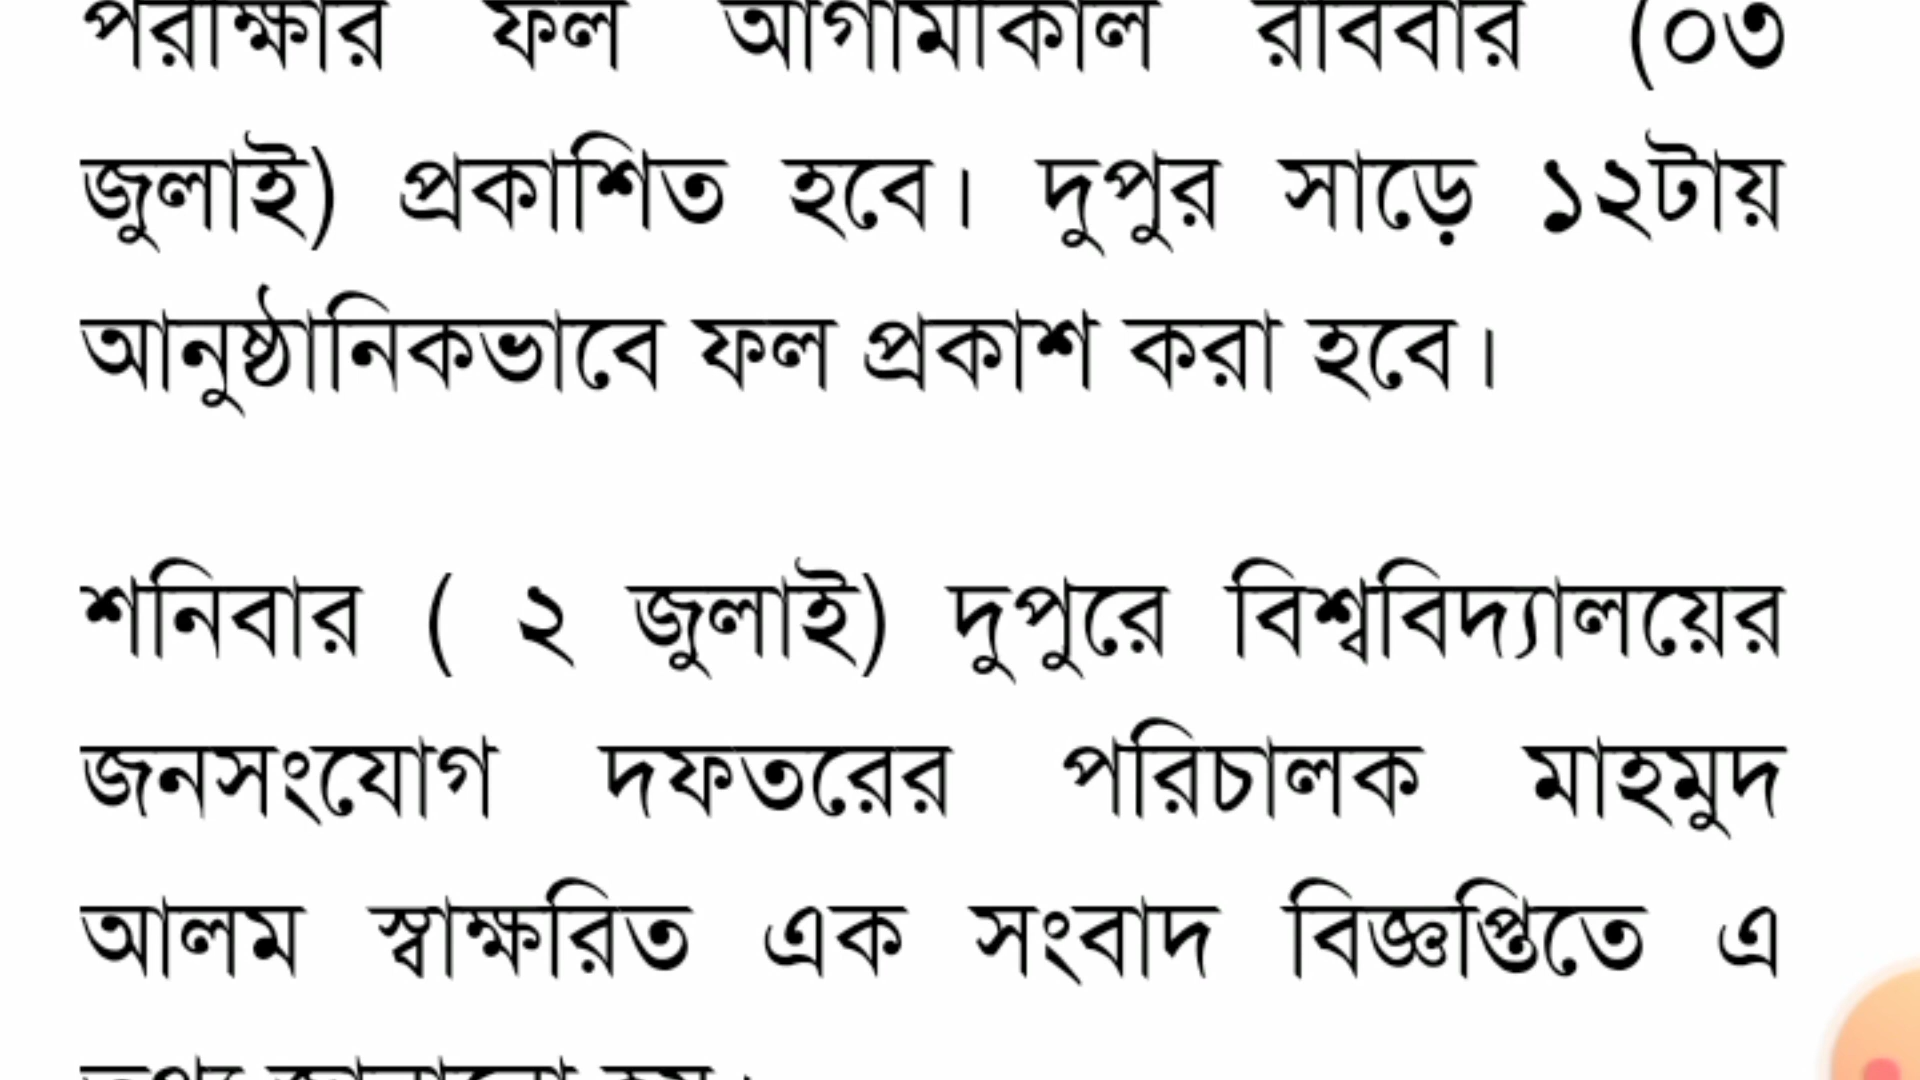 পরীক্ষার ফল আগামীকাল রবিবার (০৩
জুলাই) প্রকাশিত হবে। দুপুর সাড়ে ১২টায়
আনুষ্ঠানিকভাবে ফল প্রকাশ করা হবে।
শনিবার ( ২ জুলাই) দুপুরে বিশ্ববিদ্যালয়ের
জনসংযোগ দফতরের পরিচালক মাহমুদ
আলম স্বাক্ষরিত এক সংবাদ বিজ্ঞপ্তিতে এ